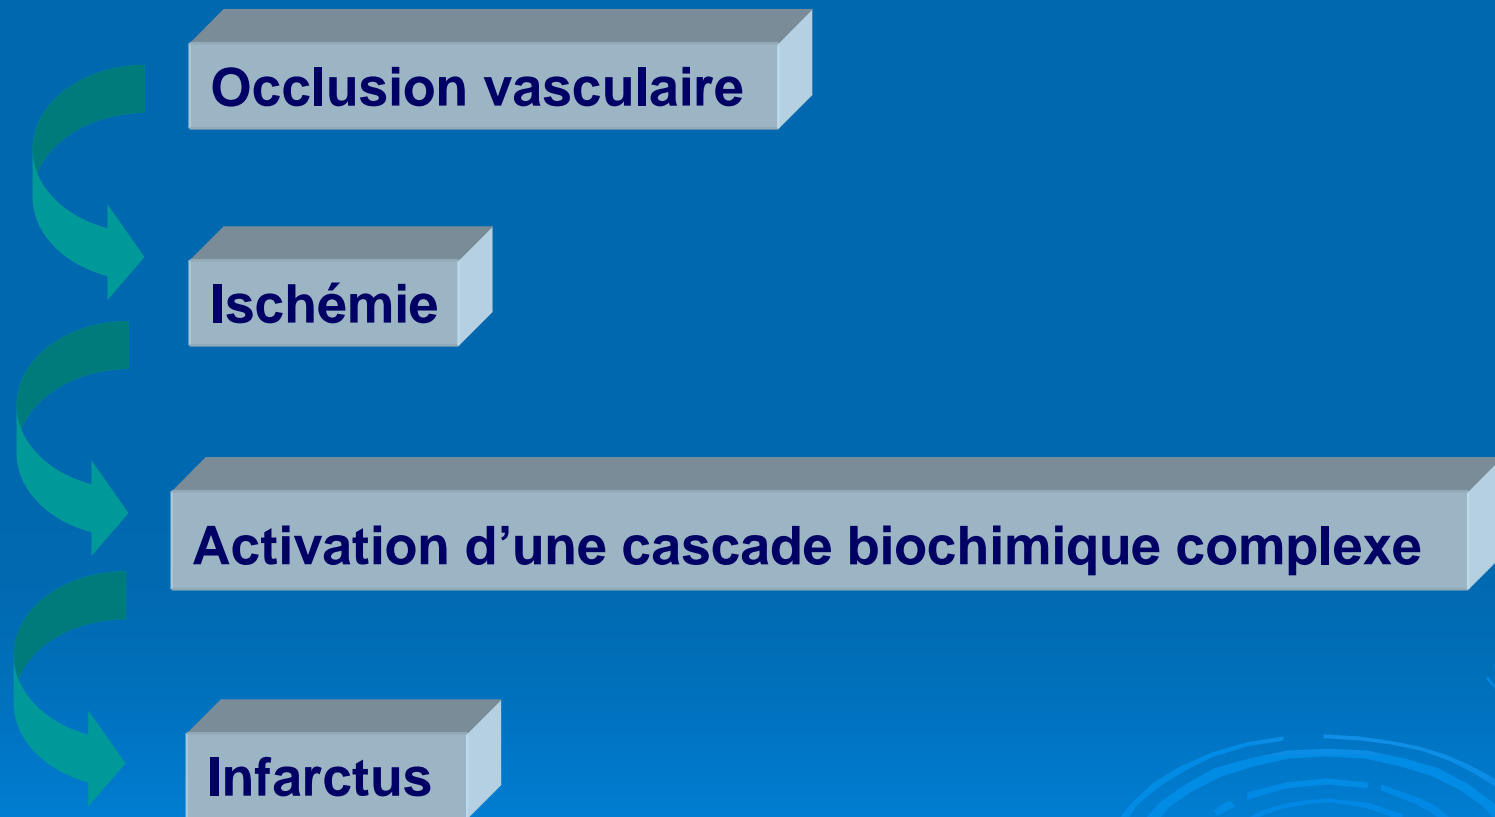 Occlusion vasculaire
Ischémie
Activation d’une cascade biochimique complexe
Infarctus